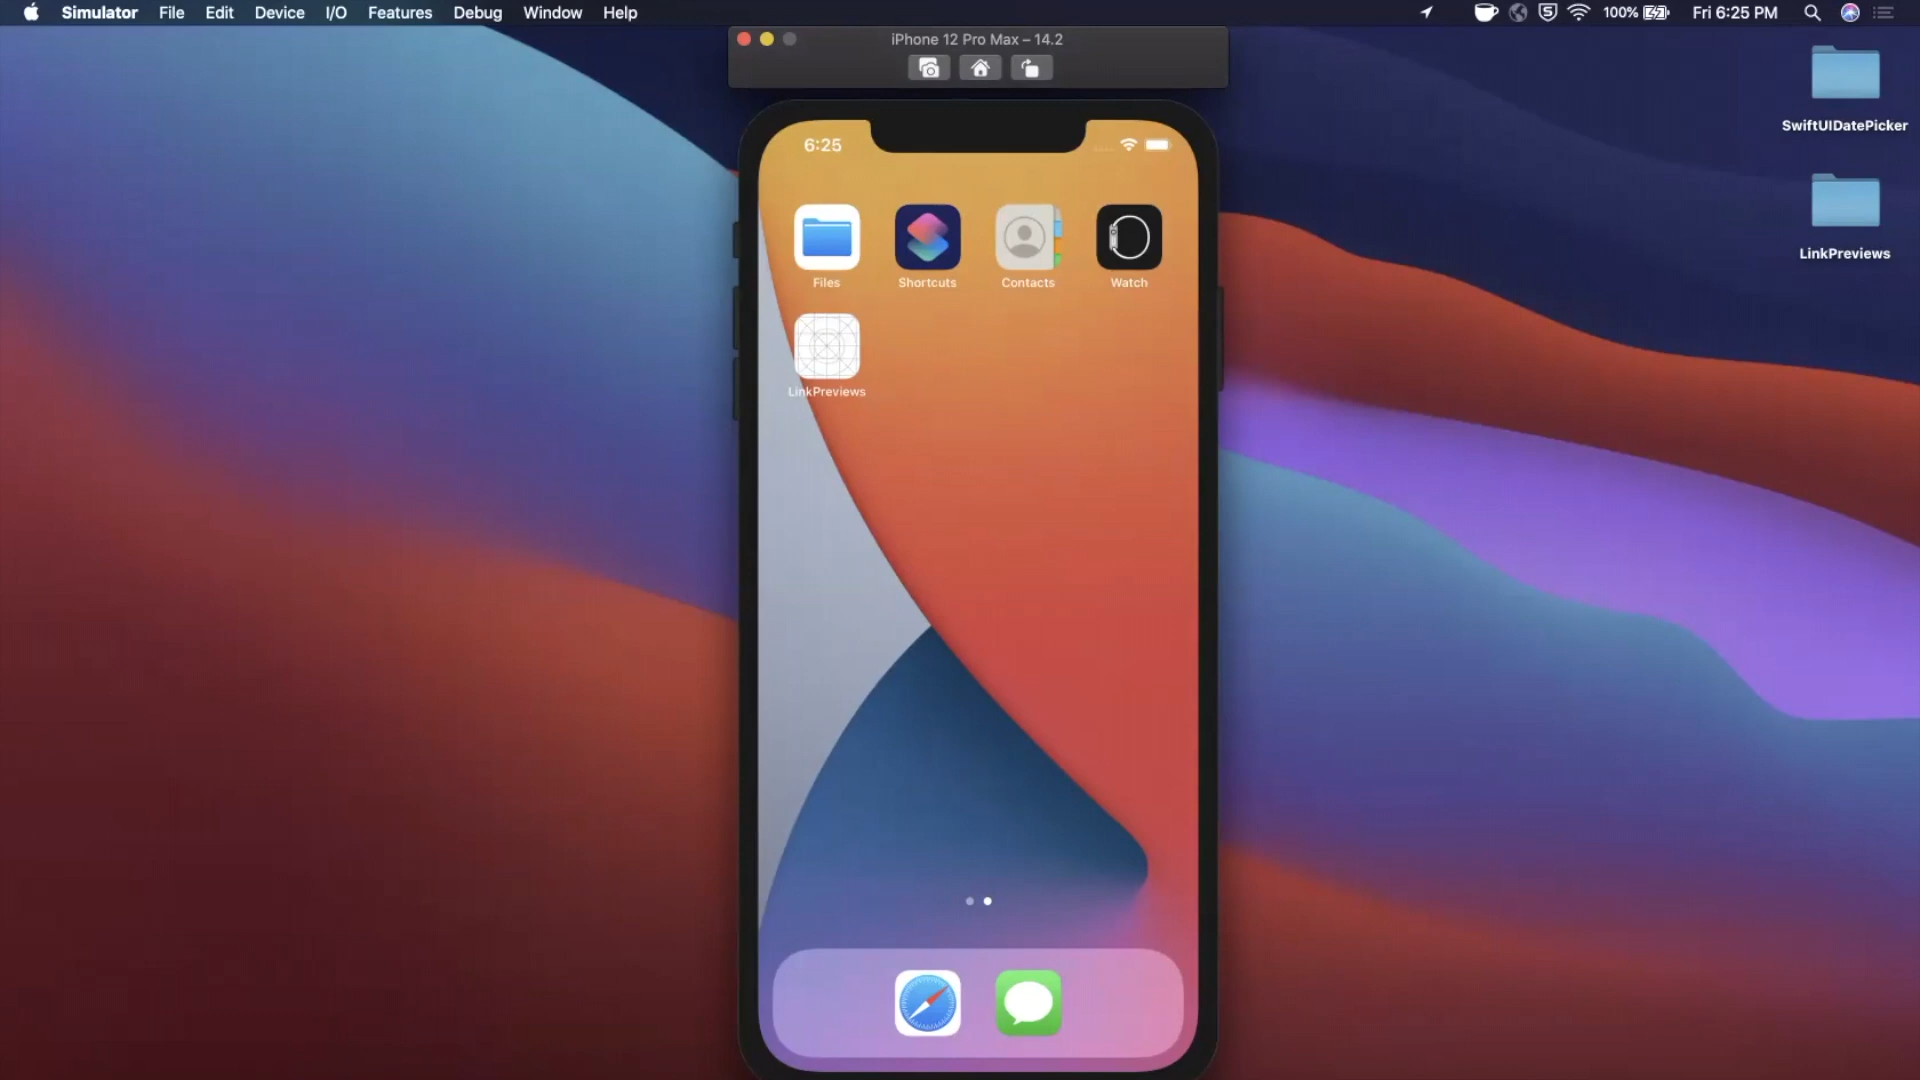 Simulator File Edit Device I/O Features Debug Window Help 100% Fri 6:25 PM
iPhone 12 Pro Max – 14.2
SwiftUIDatePicker
LinkPreviews
6:25
Files Shortcuts Contacts Watch
LinkPreviews